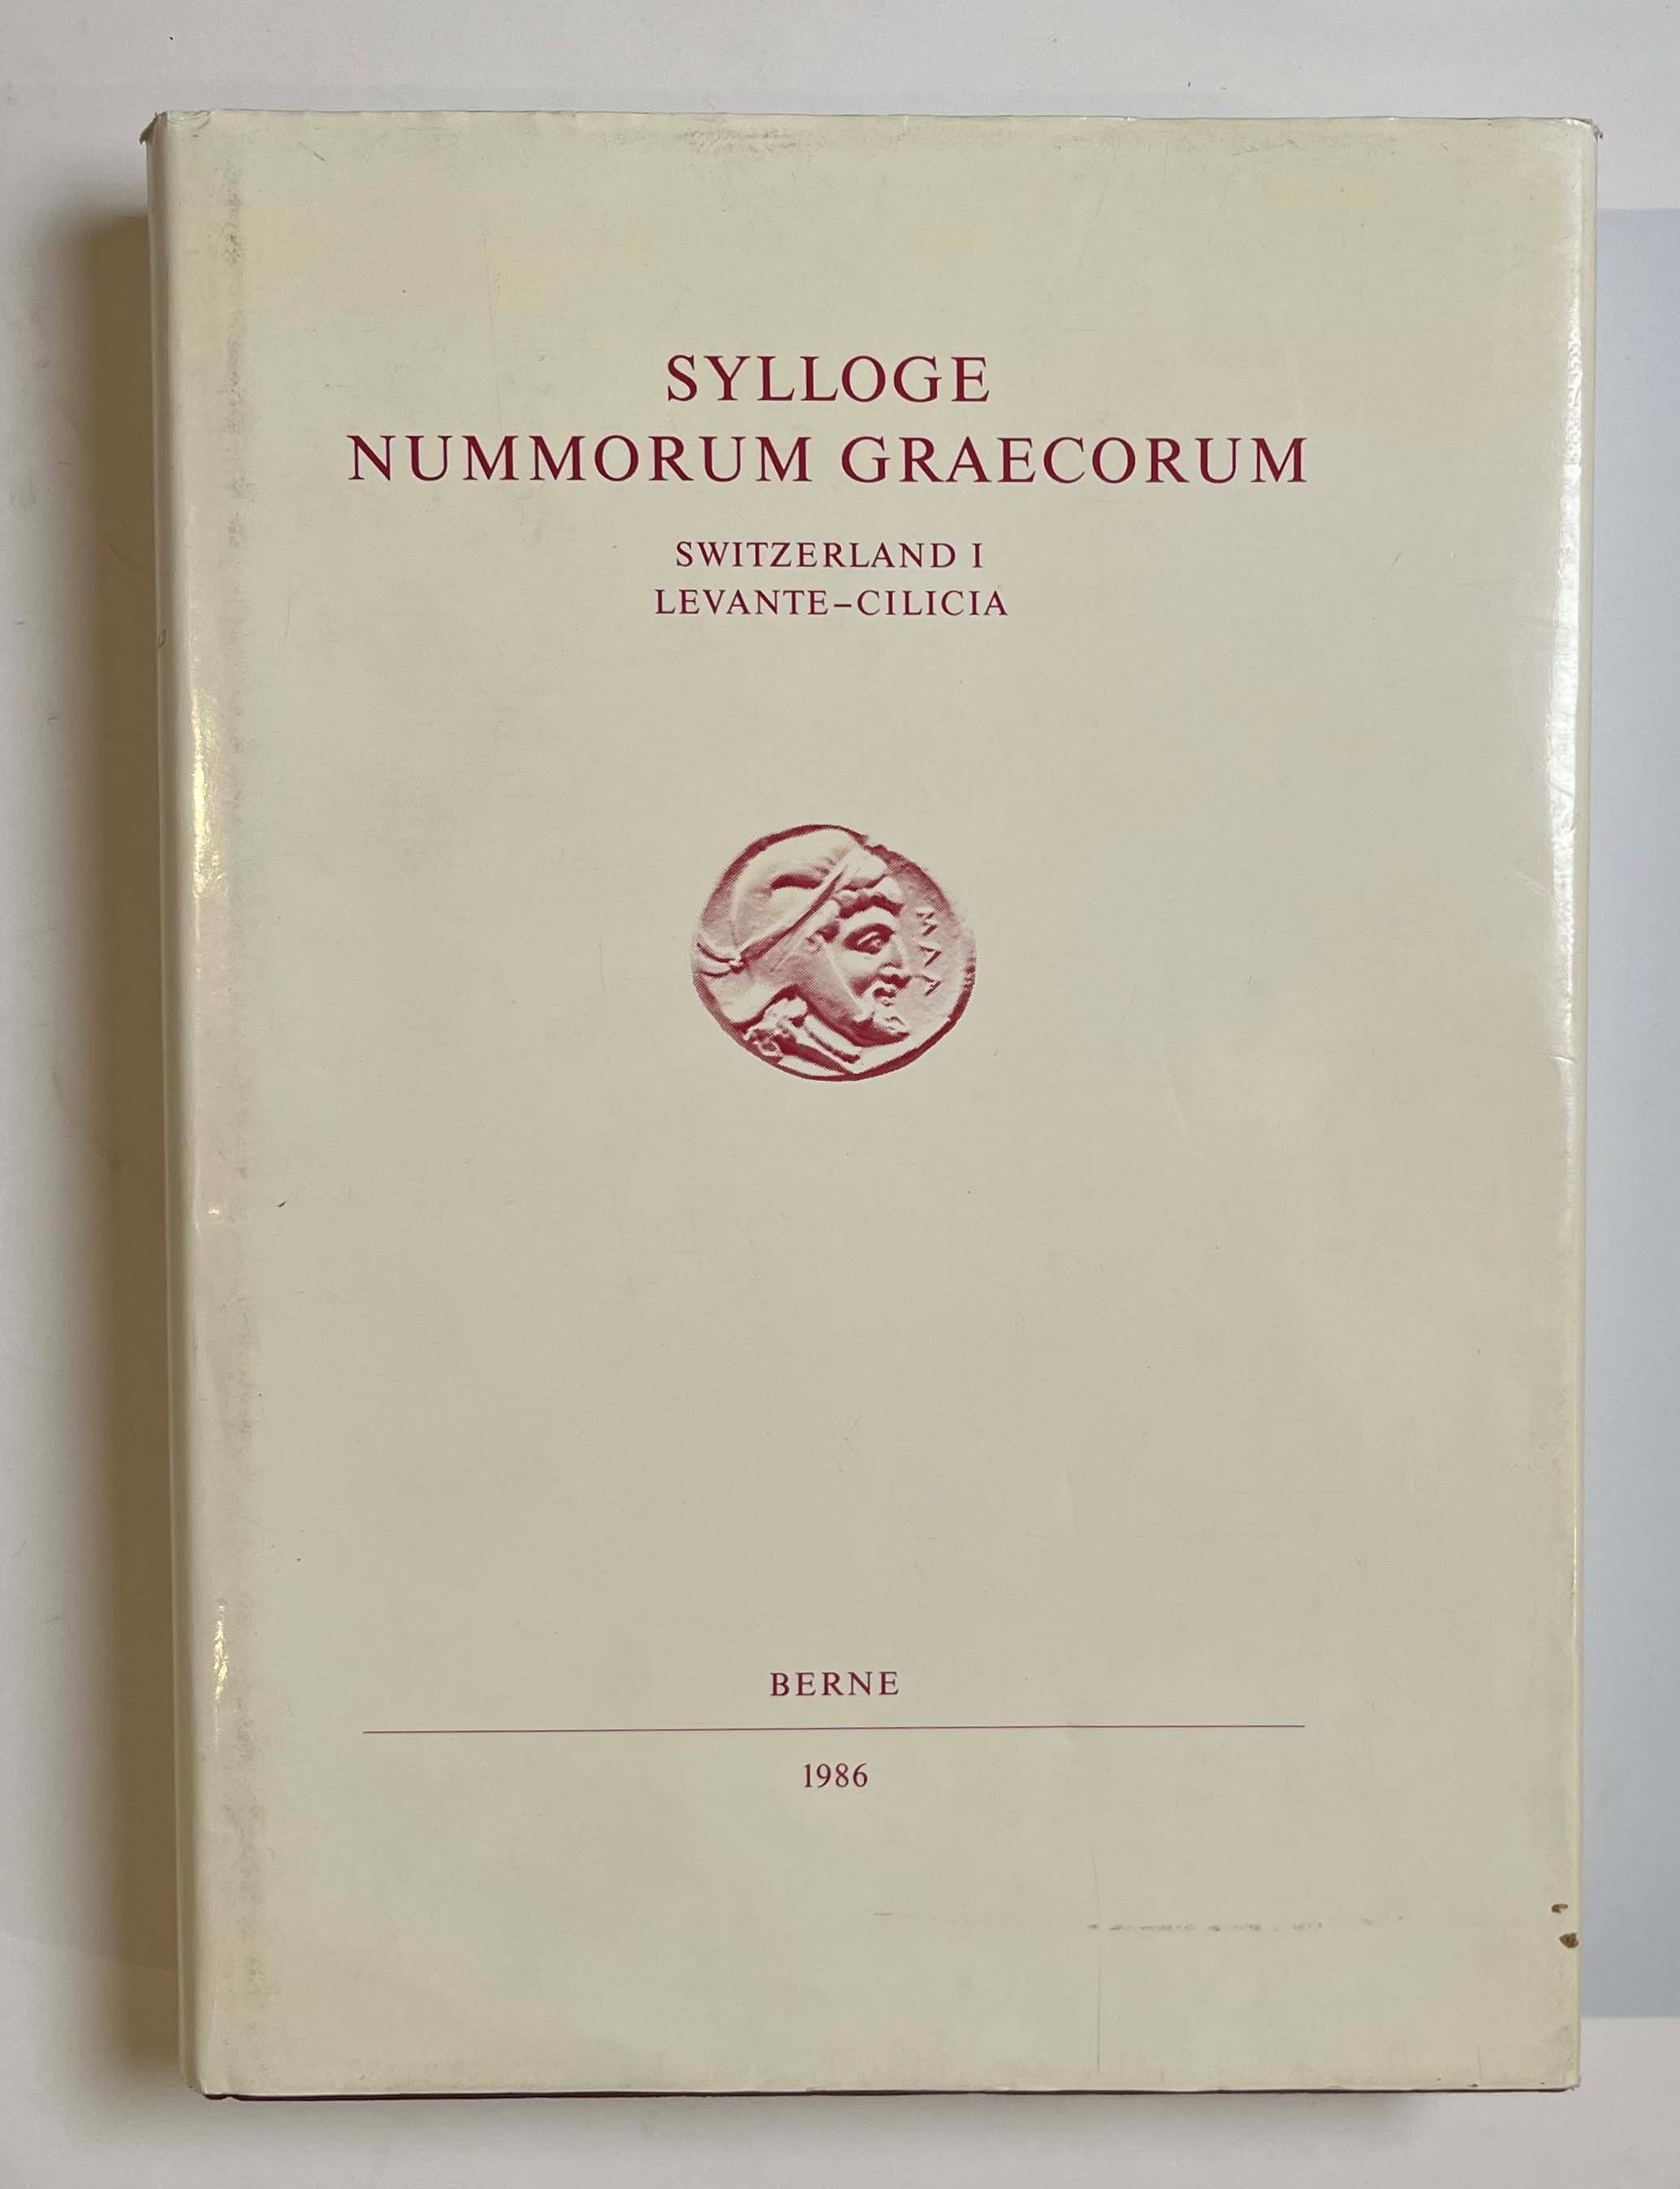 SYLLOGE
NUMMORUM GRAECORUM
SWITZERLAND I
LEVANTE–CILICIA
ΜΑΛ
BERNE
1986